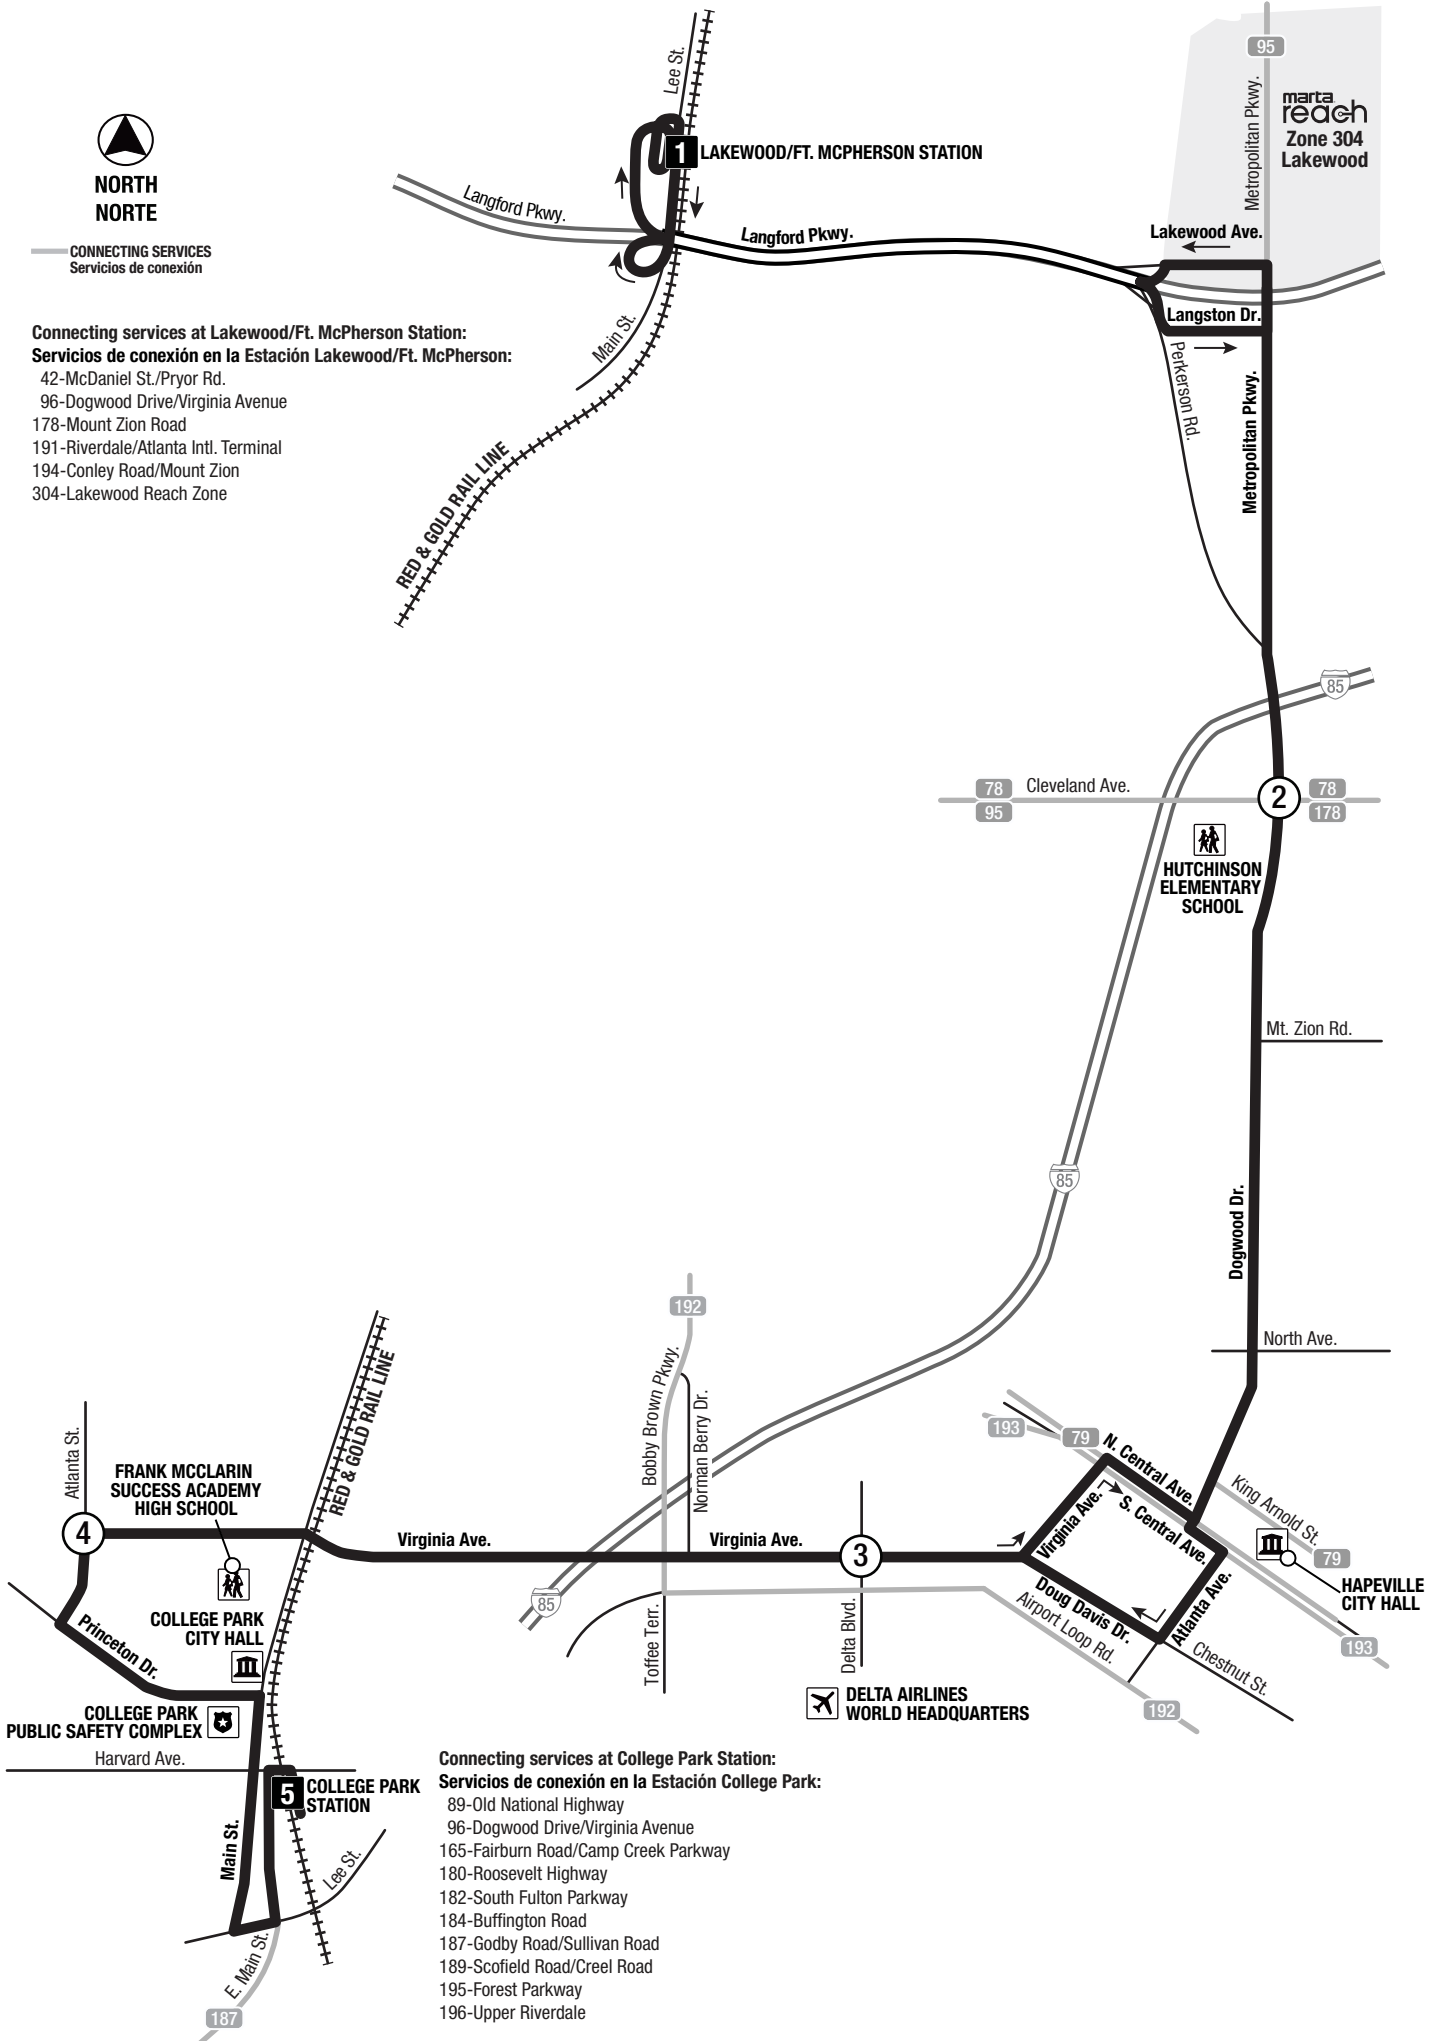 Lee St.
95
Metropolitan Pkwy.
marta
reach
Zone 304
Lakewood
1
LAKEWOOD/FT. MCPHERSON STATION
NORTH
NORTE
CONNECTING SERVICES
Servicios de conexión
Langford Pkwy.
Langford Pkwy.
Lakewood Ave.
Langston Dr.
Main St.
Perkerson Rd.
Metropolitan Pkwy.
Connecting services at Lakewood/Ft. McPherson Station:
Servicios de conexión en la Estación Lakewood/Ft. McPherson:
42-McDaniel St./Pryor Rd.
96-Dogwood Drive/Virginia Avenue
178-Mount Zion Road
191-Riverdale/Atlanta Intl. Terminal
194-Conley Road/Mount Zion
304-Lakewood Reach Zone
RED & GOLD RAIL LINE
85
78
95
Cleveland Ave.
2
78
178
HUTCHINSON
ELEMENTARY
SCHOOL
Mt. Zion Rd.
85
Dogwood Dr.
North Ave.
192
Bobby Brown Pkwy.
Norman Berry Dr.
RED & GOLD RAIL LINE
193
79
N. Central Ave.
S. Central Ave.
Virginia Ave.
King Arnold St.
79
HAPEVILLE
CITY HALL
193
Atlanta St.
FRANK MCCLARIN
SUCCESS ACADEMY
HIGH SCHOOL
4
Virginia Ave.
Virginia Ave.
3
85
Toffee Terr.
Delta Blvd.
Doug Davis Dr.
Airport Loop Rd.
Atlanta Ave.
Chestnut St.
192
DELTA AIRLINES
WORLD HEADQUARTERS
COLLEGE PARK
CITY HALL
Princeton Dr.
COLLEGE PARK
PUBLIC SAFETY COMPLEX
Harvard Ave.
5
COLLEGE PARK
STATION
Main St.
Lee St.
E. Main St.
187
Connecting services at College Park Station:
Servicios de conexión en la Estación College Park:
89-Old National Highway
96-Dogwood Drive/Virginia Avenue
165-Fairburn Road/Camp Creek Parkway
180-Roosevelt Highway
182-South Fulton Parkway
184-Buffington Road
187-Godby Road/Sullivan Road
189-Scofield Road/Creel Road
195-Forest Parkway
196-Upper Riverdale